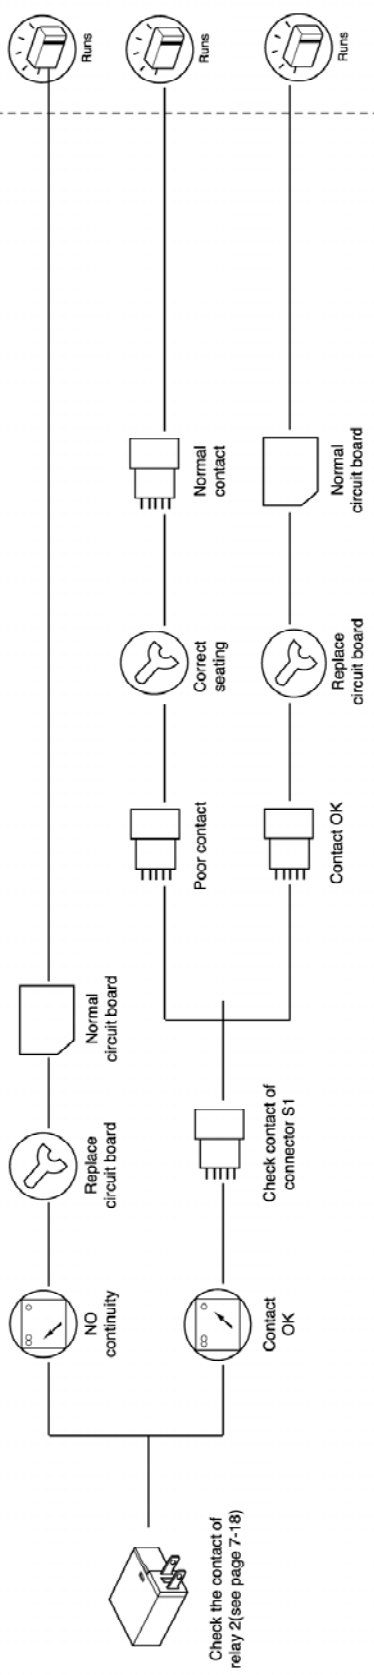 Check the contact of
relay 2(see page 7-18)
NO
continuity
Replace
circuit board
Normal
circuit board
Runs
Contact
OK
Check contact of
connector S1
Poor contact
Correct
seating
Normal
contact
Runs
Contact OK
Replace
circuit board
Normal
circuit board
Runs